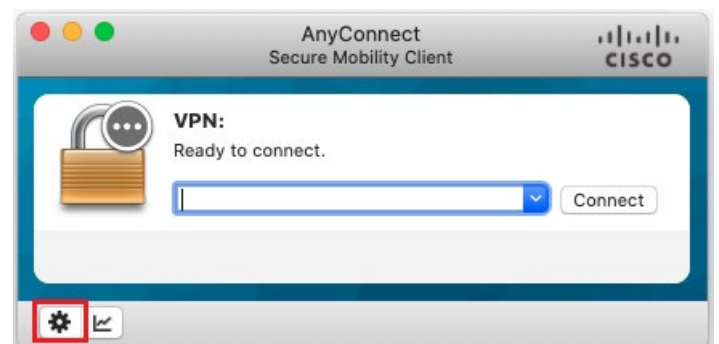 AnyConnect
Secure Mobility Client
CISCO
VPN:
Ready to connect.
Connect